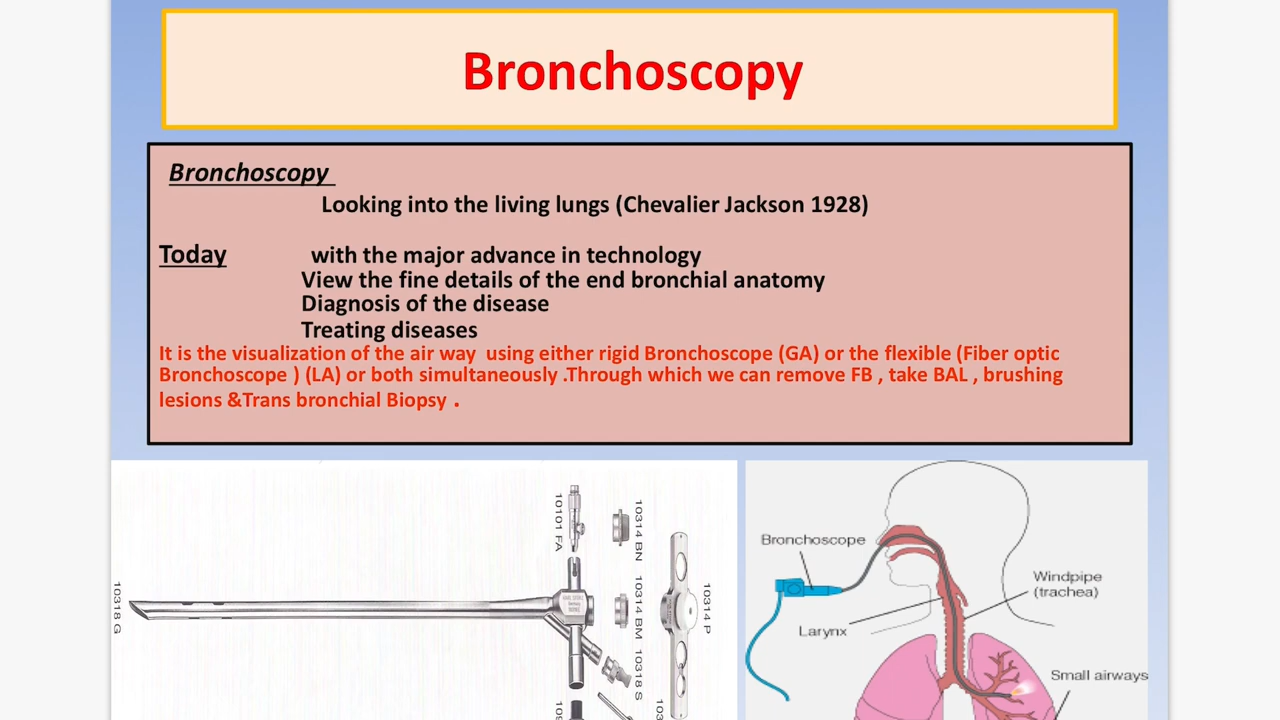 Bronchoscopy
Bronchoscopy
Looking into the living lungs (Chevalier Jackson 1928)
Today with the major advance in technology
View the fine details of the end bronchial anatomy
Diagnosis of the disease
Treating diseases
It is the visualization of the air way using either rigid Bronchoscope (GA) or the flexible (Fiber optic
Bronchoscope ) (LA) or both simultaneously .Through which we can remove FB , take BAL , brushing
lesions &Trans bronchial Biopsy .
10318 G
10101 FA
10314 BN
10314 BM
10318 S
10314 P
Bronchoscope
Windpipe
(trachea)
Larynx
Small airways